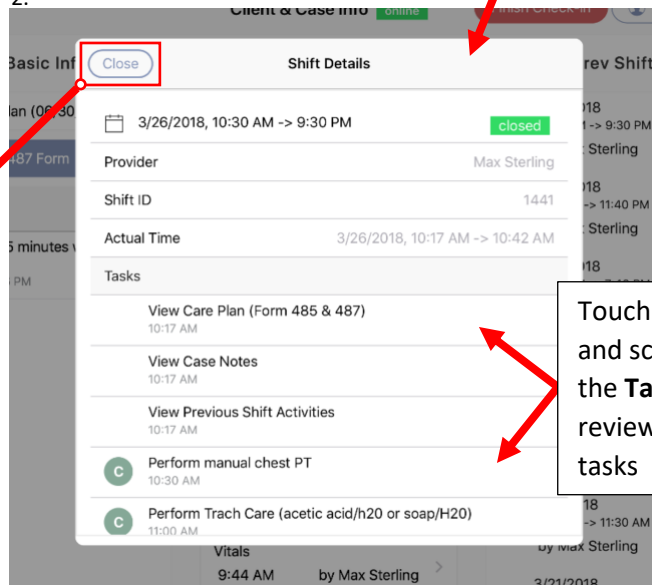 2.
Client & Case Info online
Finish Check-in
Basic Inf
rev Shift
Close
Shift Details
lan (06/30
018
3/26/2018, 10:30 AM -> 9:30 PM
closed
-> 9:30 PM
487 Form
Sterling
Provider
Max Sterling
018
Shift ID
1441
-> 11:40 PM
Sterling
5 minutes
Actual Time
3/26/2018, 10:17 AM -> 10:42 AM
018
PM
Tasks
View Care Plan (Form 485 & 487)
10:17 AM
View Case Notes
10:17 AM
View Previous Shift Activities
10:17 AM
C
Perform manual chest PT
10:30 AM
C
Perform Trach Care (acetic acid/h20 or soap/H20)
11:00 AM
Touch
and sc
the Ta
review
tasks
18
-> 11:30 AM
by Max Sterling
Vitals
9:44 AM
by Max Sterling
3/21/2018